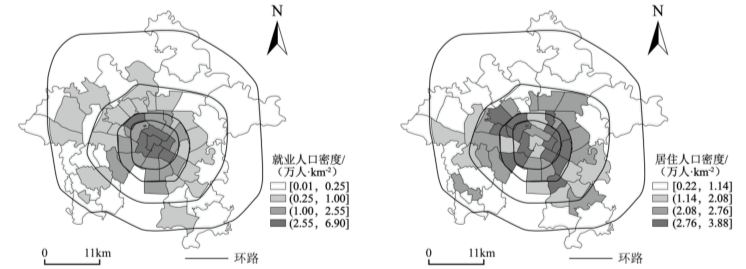 N
就业人口密度/
(万人·km⁻²)
[0.01, 0.25]
(0.25, 1.00]
(1.00, 2.55]
(2.55, 6.90]
0 11km
环路
N
居住人口密度/
(万人·km⁻²)
[0.22, 1.14]
(1.14, 2.08]
(2.08, 2.76]
(2.76, 3.88]
0 11km
环路